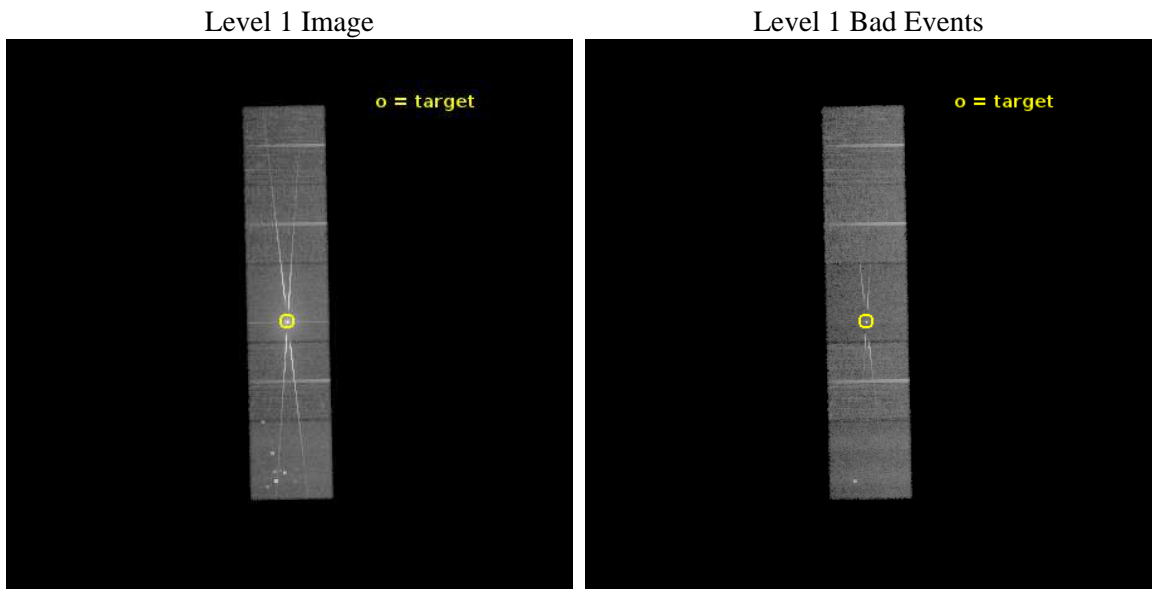 Level 1 Image
Level 1 Bad Events
o = target
o = target